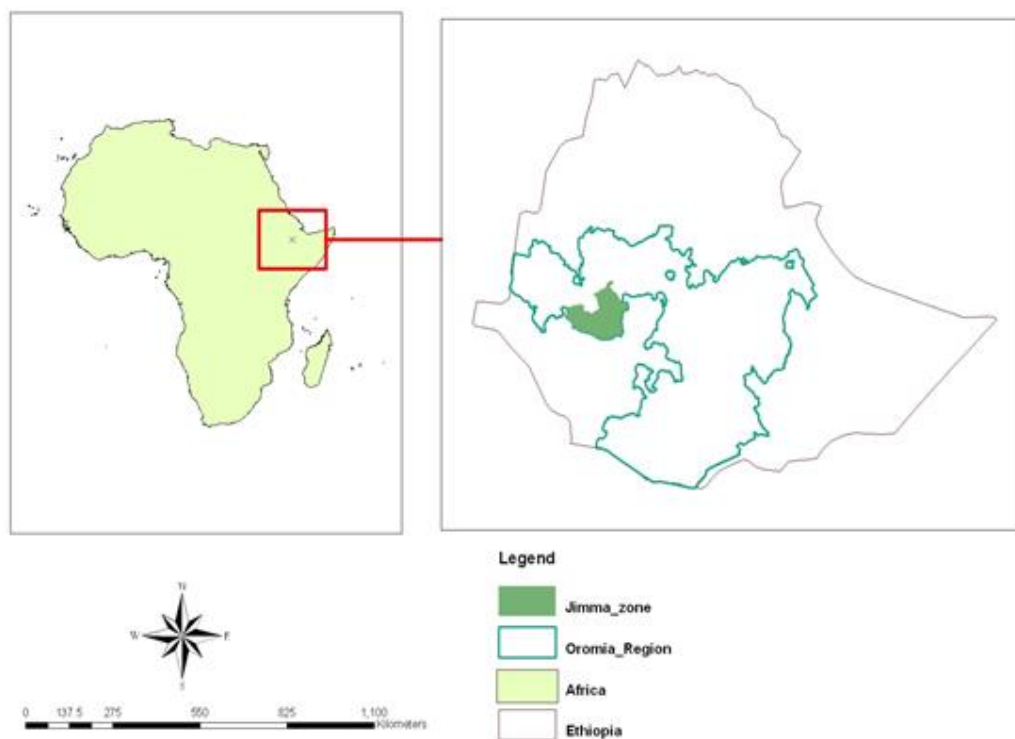 Legend
Jimma_zone
Oromia_Region
Africa
Ethiopia
N
W E
S
0 137.5 275 550 825 1,100
Kilometers